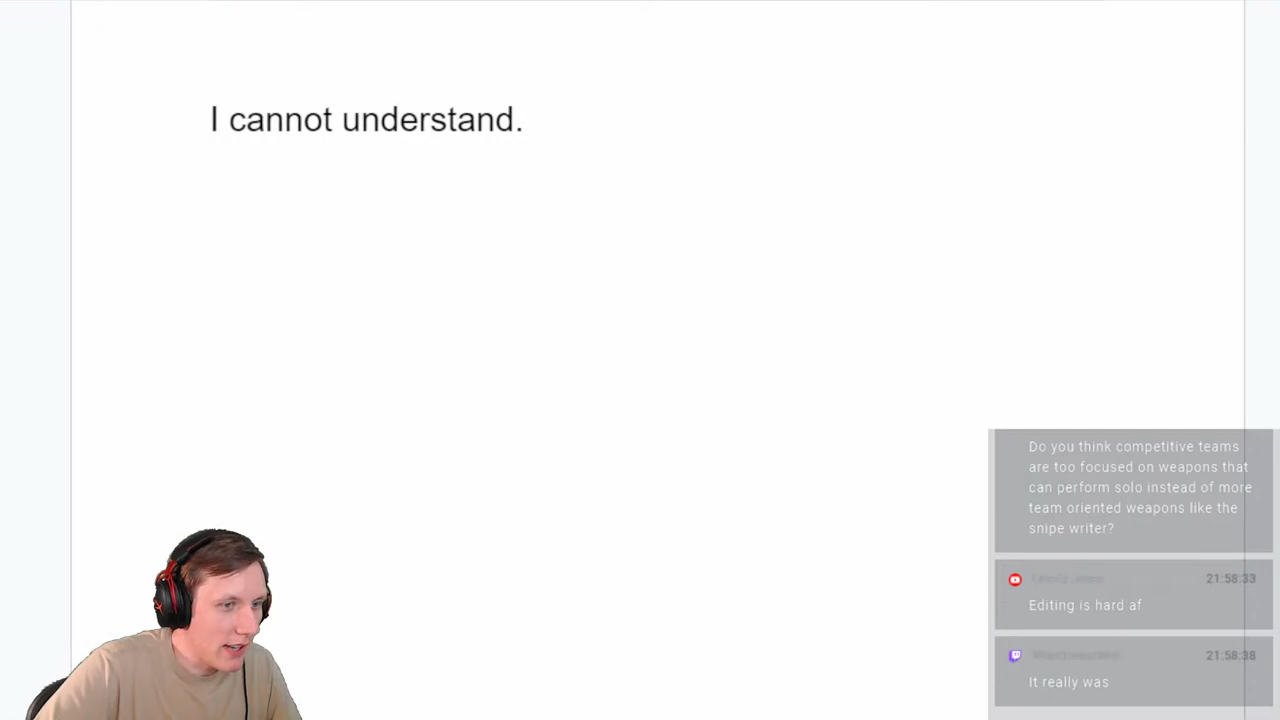 I cannot understand.
Do you think competitive teams
are too focused on weapons that
can perform solo instead of more
team oriented weapons like the
snipe writer?
21:58:33
Editing is hard af
21:58:38
It really was